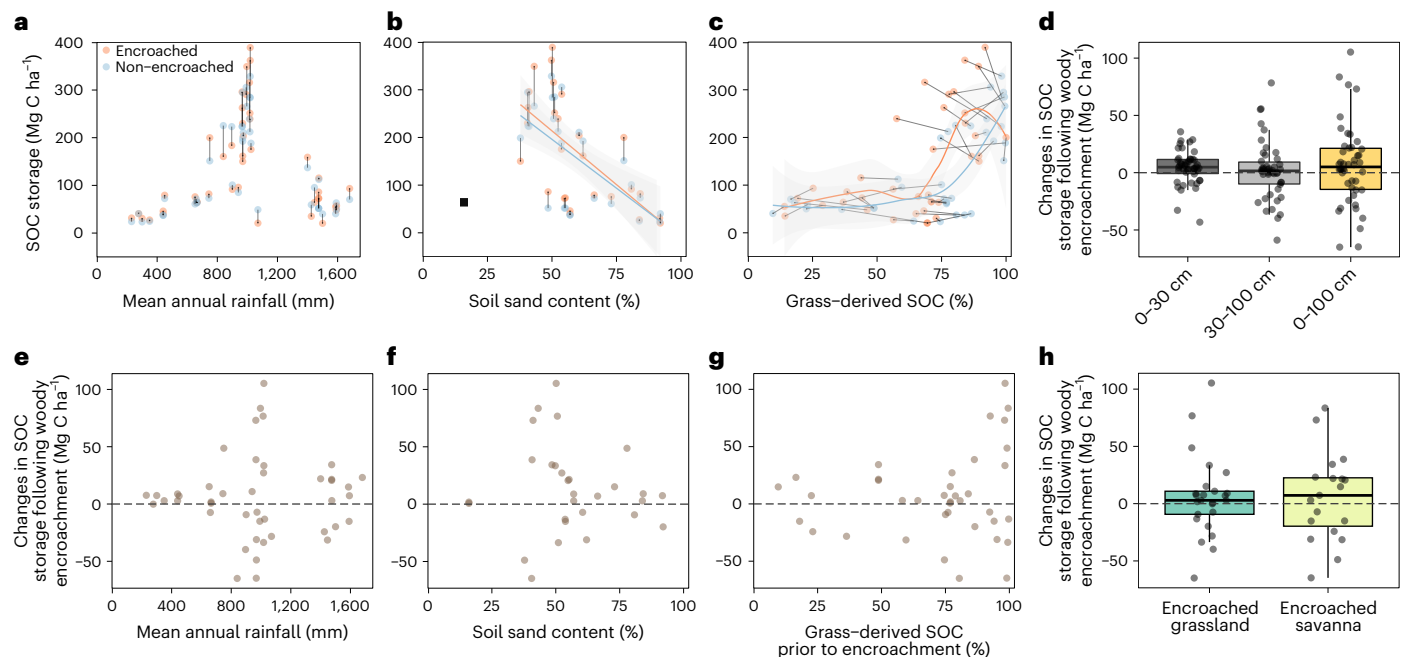 a
b
c
d
SOC storage (Mg C ha⁻¹)
400
300
200
100
0
Encroached
Non-encroached
0
400
800
1,200
1,600
Mean annual rainfall (mm)
400
300
200
100
0
0
25
50
75
100
Soil sand content (%)
400
300
200
100
0
0
25
50
75
100
Grass-derived SOC (%)
Changes in SOC
storage following woody
encroachment (Mg C ha⁻¹)
100
50
0
−50
0–30 cm
30–100 cm
0–100 cm
e
f
g
h
Changes in SOC
storage following woody
encroachment (Mg C ha⁻¹)
100
50
0
−50
0
400
800
1,200
1,600
Mean annual rainfall (mm)
100
50
0
−50
0
25
50
75
100
Soil sand content (%)
100
50
0
−50
0
25
50
75
100
Grass-derived SOC
prior to encroachment (%)
Changes in SOC
storage following woody
encroachment (Mg C ha⁻¹)
100
50
0
−50
Encroached
grassland
Encroached
savanna